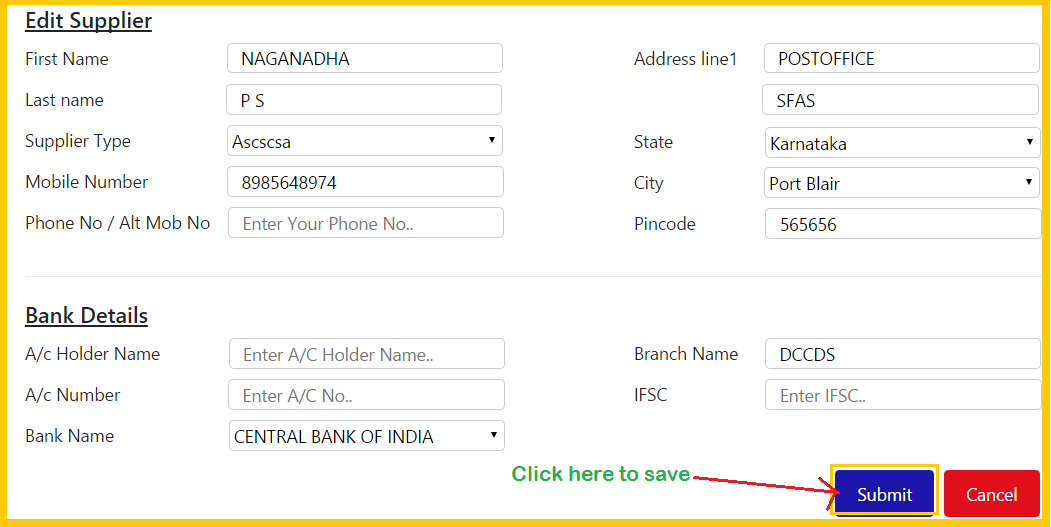 Edit Supplier
First Name NAGANADHA Address line1 POSTOFFICE
Last name P S SFAS
Supplier Type Ascscsa State Karnataka
Mobile Number 8985648974 City Port Blair
Phone No / Alt Mob No Enter Your Phone No.. Pincode 565656
Bank Details
A/c Holder Name Enter A/C Holder Name.. Branch Name DCCDS
A/c Number Enter A/C No.. IFSC Enter IFSC..
Bank Name CENTRAL BANK OF INDIA
Click here to save Submit Cancel